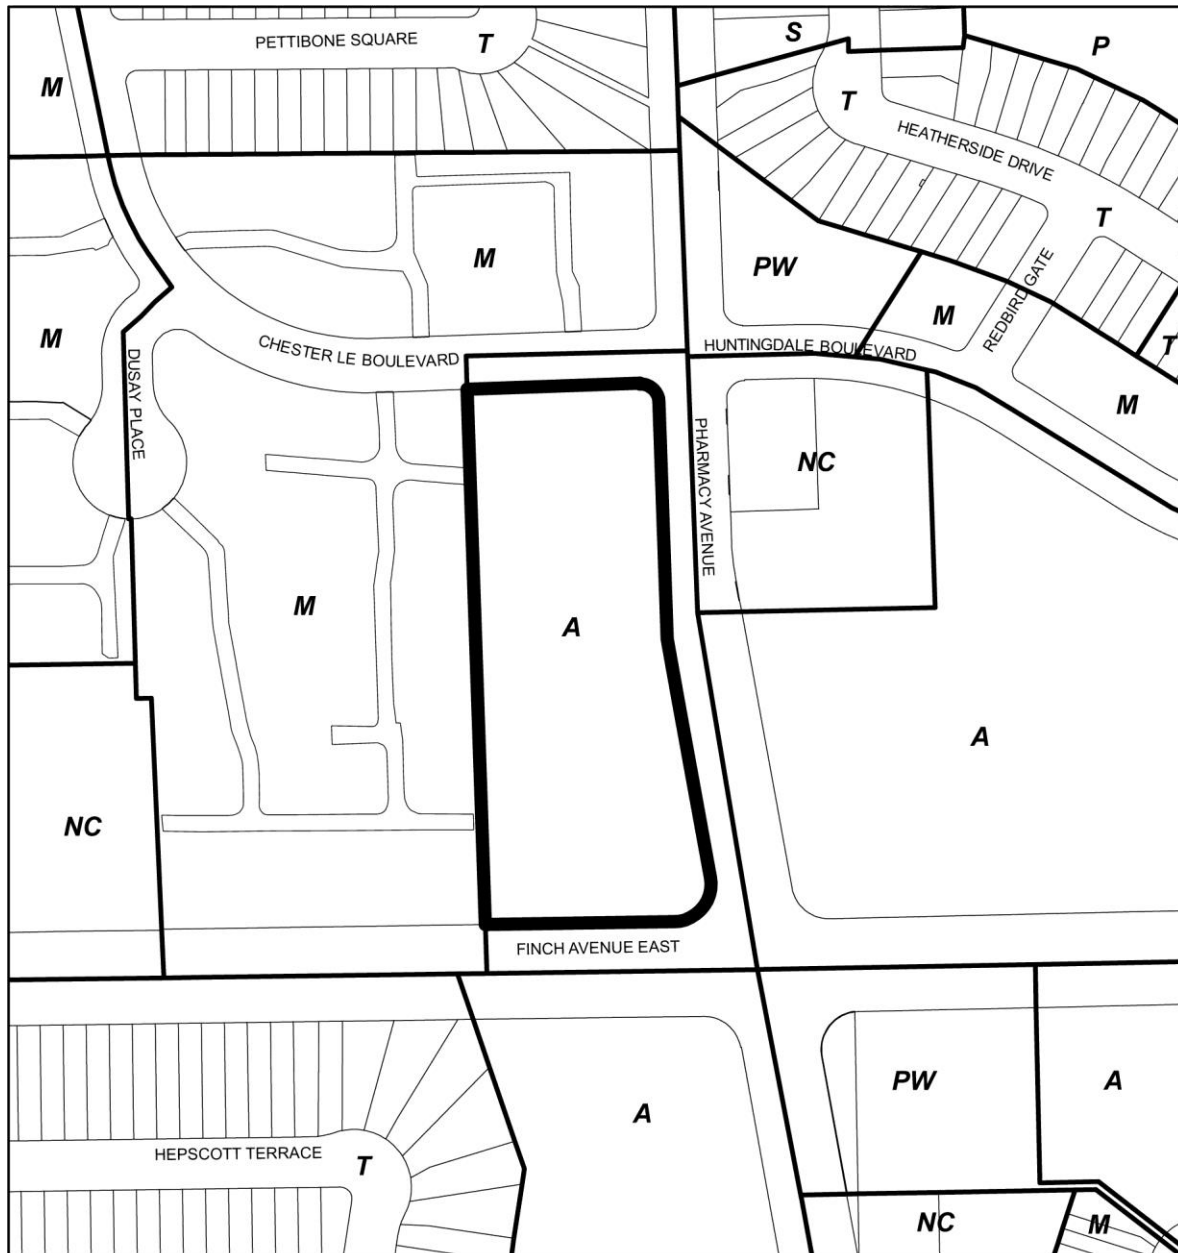 PETTIBONE SQUARE
T
S
P
M
T
HEATHERSIDE DRIVE
T
M
PW
M
REDBIRD GATE
M
T
CHESTER LE BOULEVARD
HUNTINGDALE BOULEVARD
DUSAY PLACE
M
PHARMACY AVENUE
NC
M
A
A
NC
FINCH AVENUE EAST
PW
A
A
HEPSCOTT TERRACE
T
NC
M